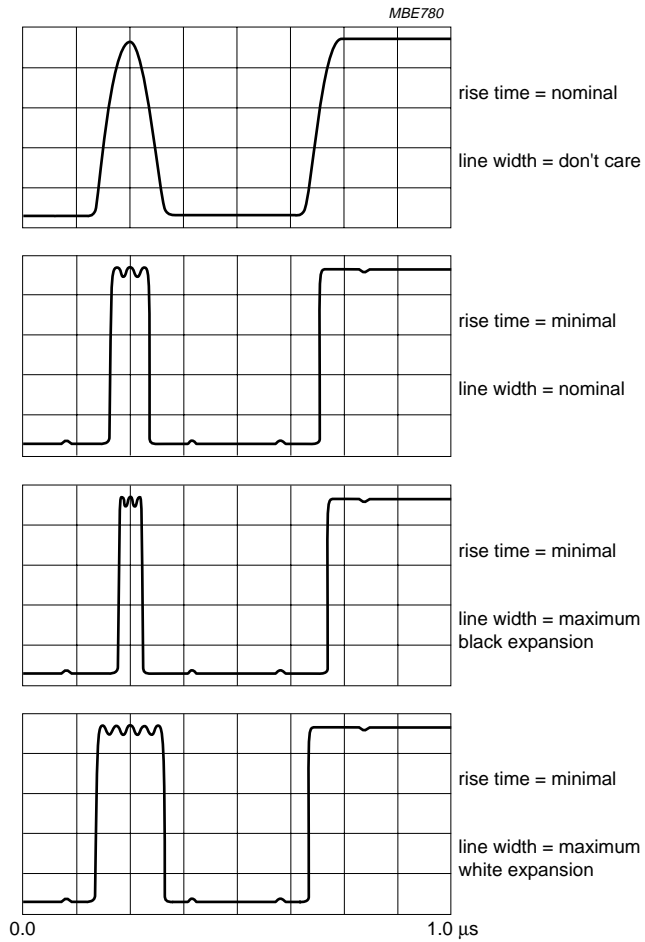 MBE780
rise time = nominal
line width = don't care
rise time = minimal
line width = nominal
rise time = minimal
line width = maximum
black expansion
rise time = minimal
line width = maximum
white expansion
0.0
1.0 µs